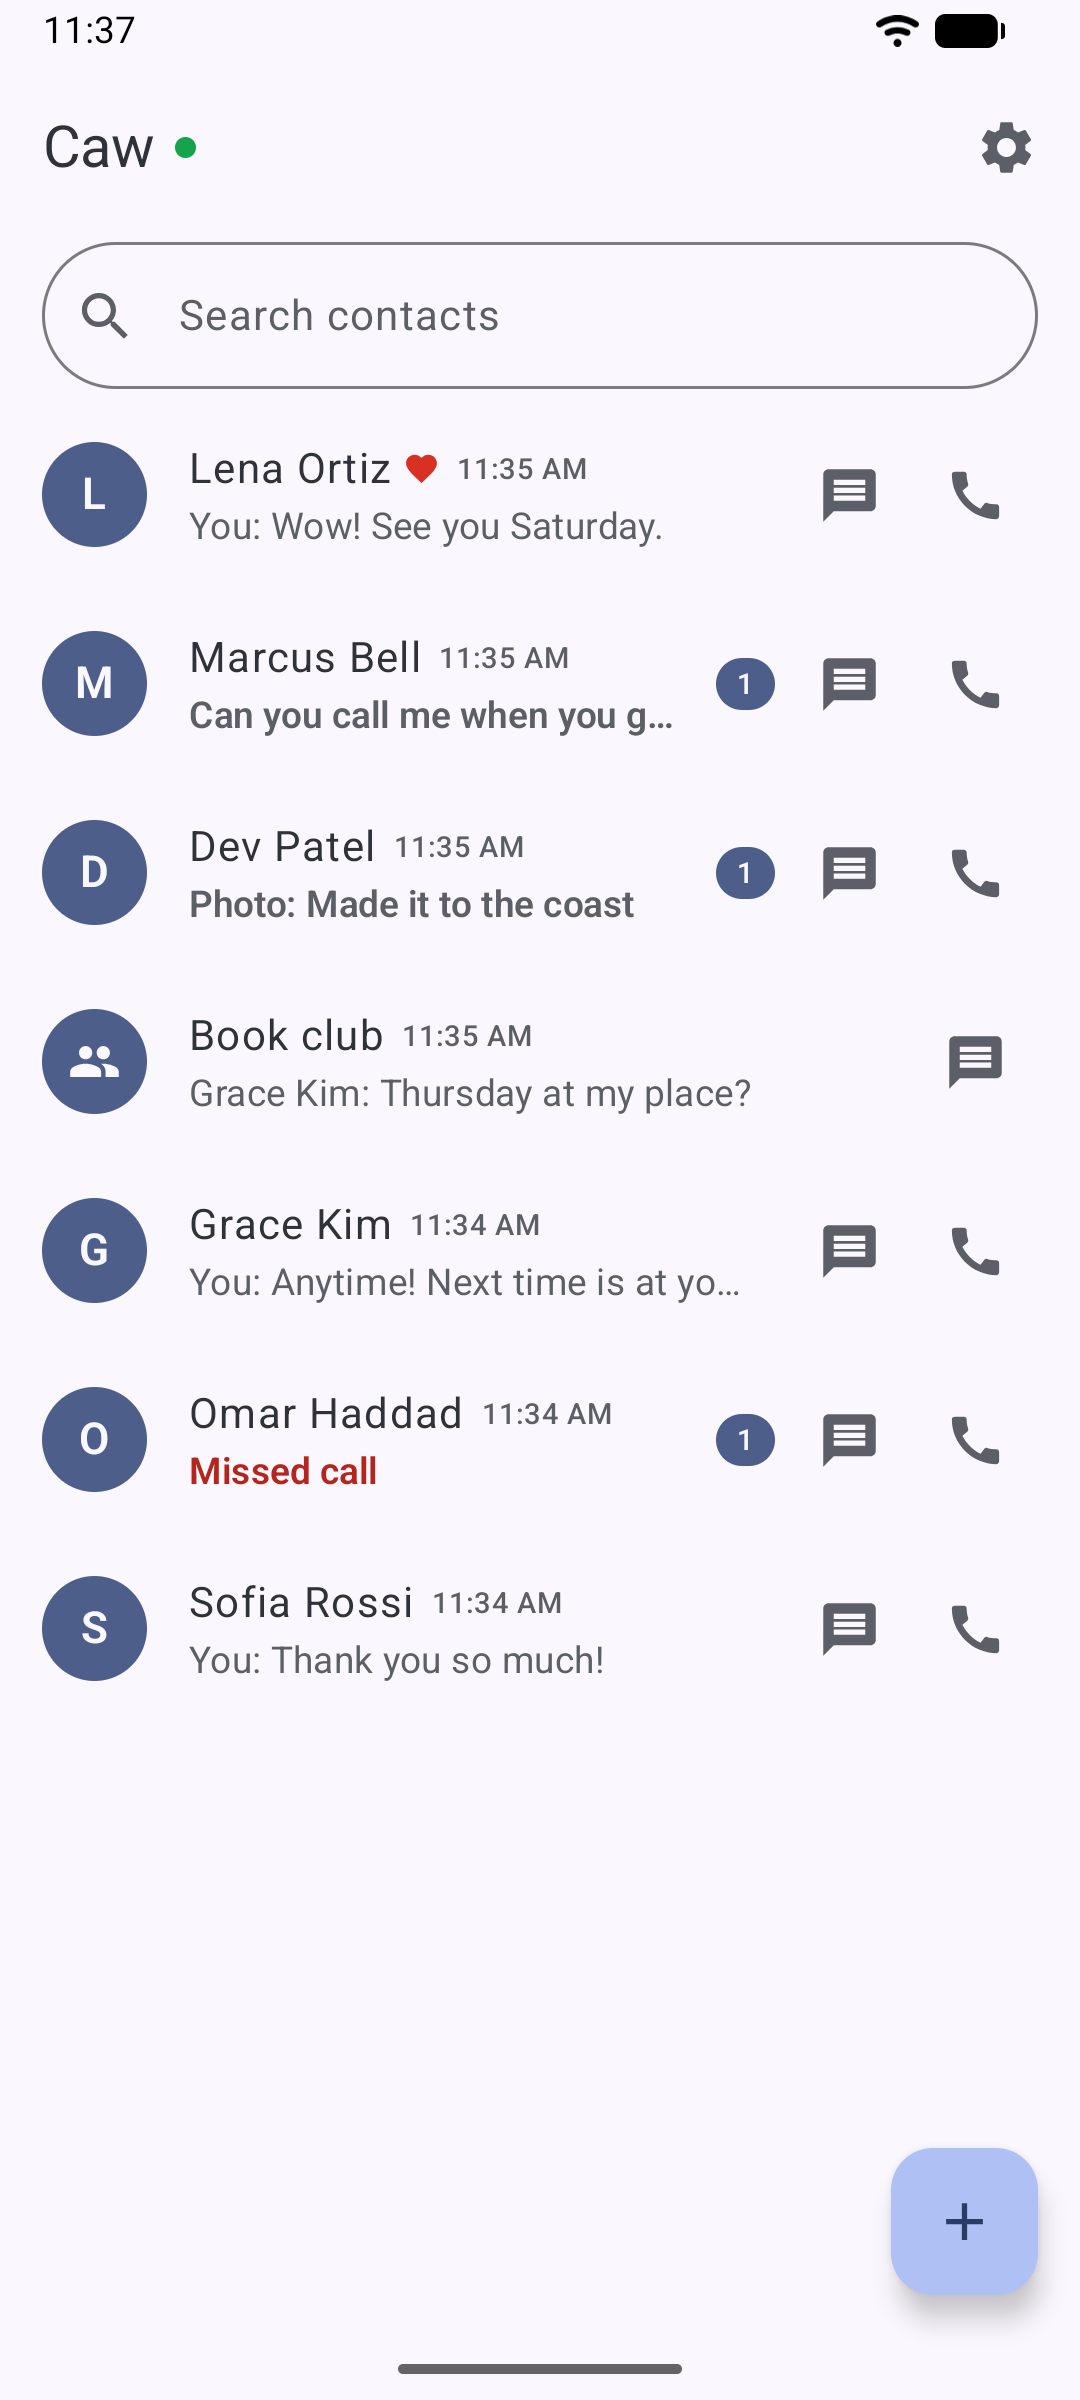 11:37
Caw
Search contacts
L
Lena Ortiz 11:35 AM
You: Wow! See you Saturday.
M
Marcus Bell 11:35 AM
Can you call me when you g…
1
D
Dev Patel 11:35 AM
Photo: Made it to the coast
1
Book club 11:35 AM
Grace Kim: Thursday at my place?
G
Grace Kim 11:34 AM
You: Anytime! Next time is at yo…
O
Omar Haddad 11:34 AM
Missed call
1
S
Sofia Rossi 11:34 AM
You: Thank you so much!